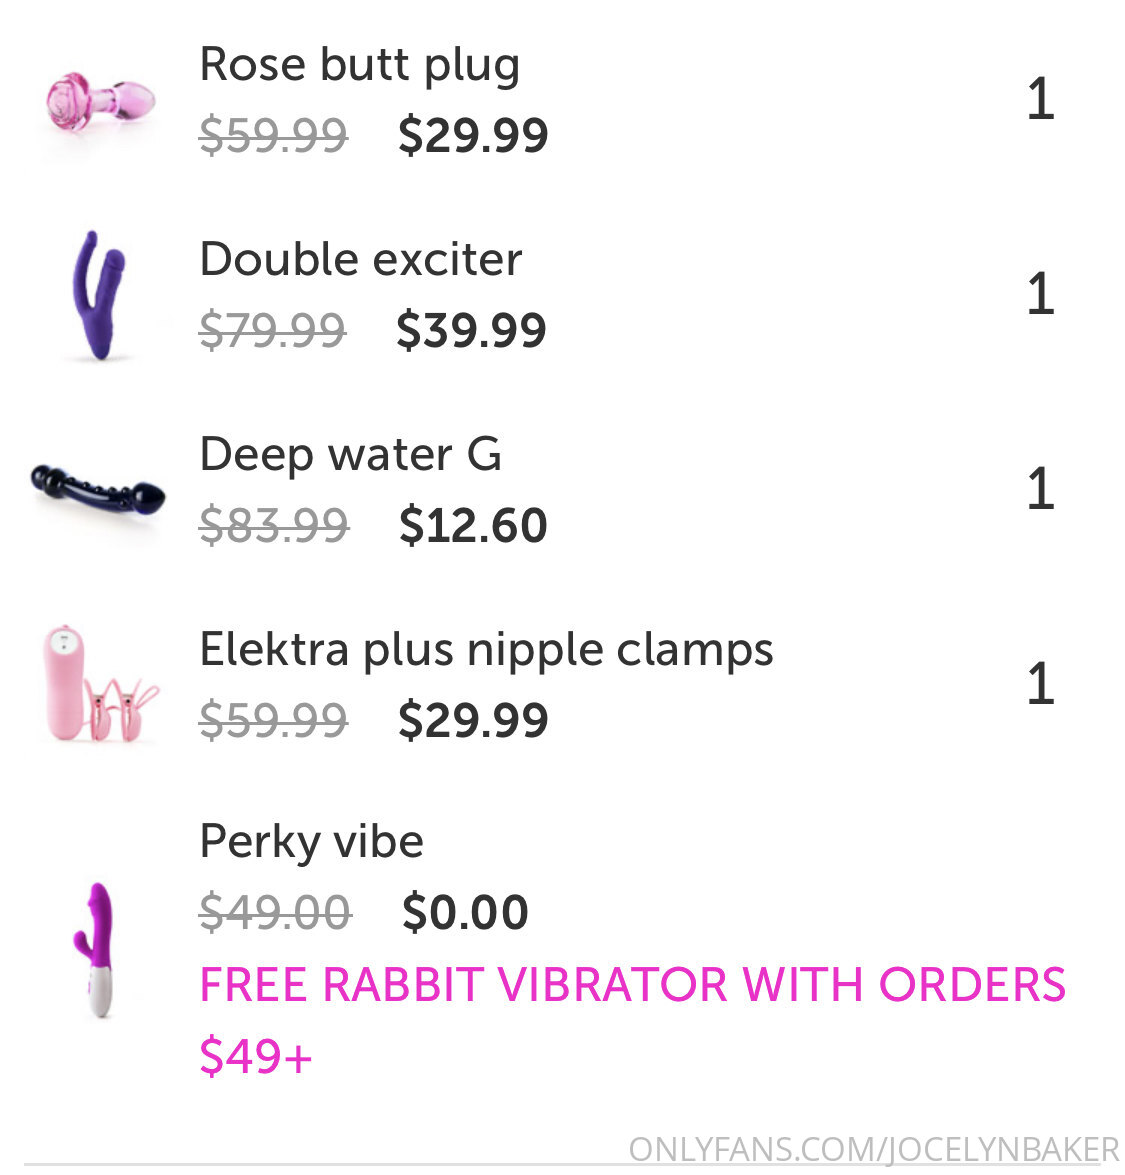 Rose butt plug
$59.99 $29.99 1
Double exciter
$79.99 $39.99 1
Deep water G
$83.99 $12.60 1
Elektra plus nipple clamps
$59.99 $29.99 1
Perky vibe
$49.00 $0.00
FREE RABBIT VIBRATOR WITH ORDERS
$49+
ONLYFANS.COM/JOCELYNBAKER